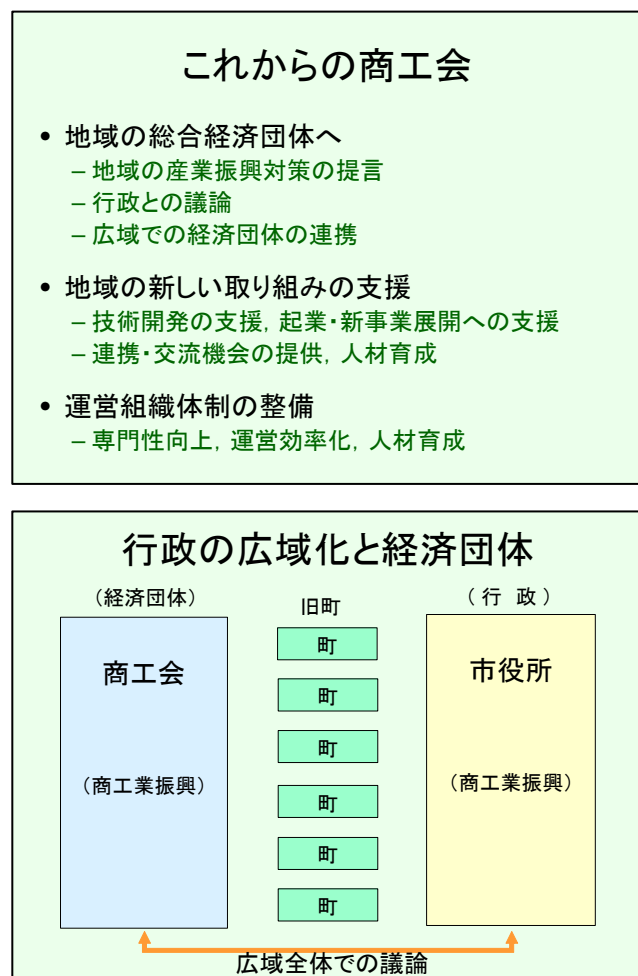 これからの商工会
• 地域の総合経済団体へ
– 地域の産業振興対策の提言
– 行政との議論
– 広域での経済団体の連携
• 地域の新しい取り組みの支援
– 技術開発の支援, 起業・新事業展開への支援
– 連携・交流機会の提供, 人材育成
• 運営組織体制の整備
– 専門性向上, 運営効率化, 人材育成
行政の広域化と経済団体
（経済団体）
旧町
（ 行 政 ）
商工会
（商工業振興）
町
町
町
町
町
町
市役所
（商工業振興）
広域全体での議論